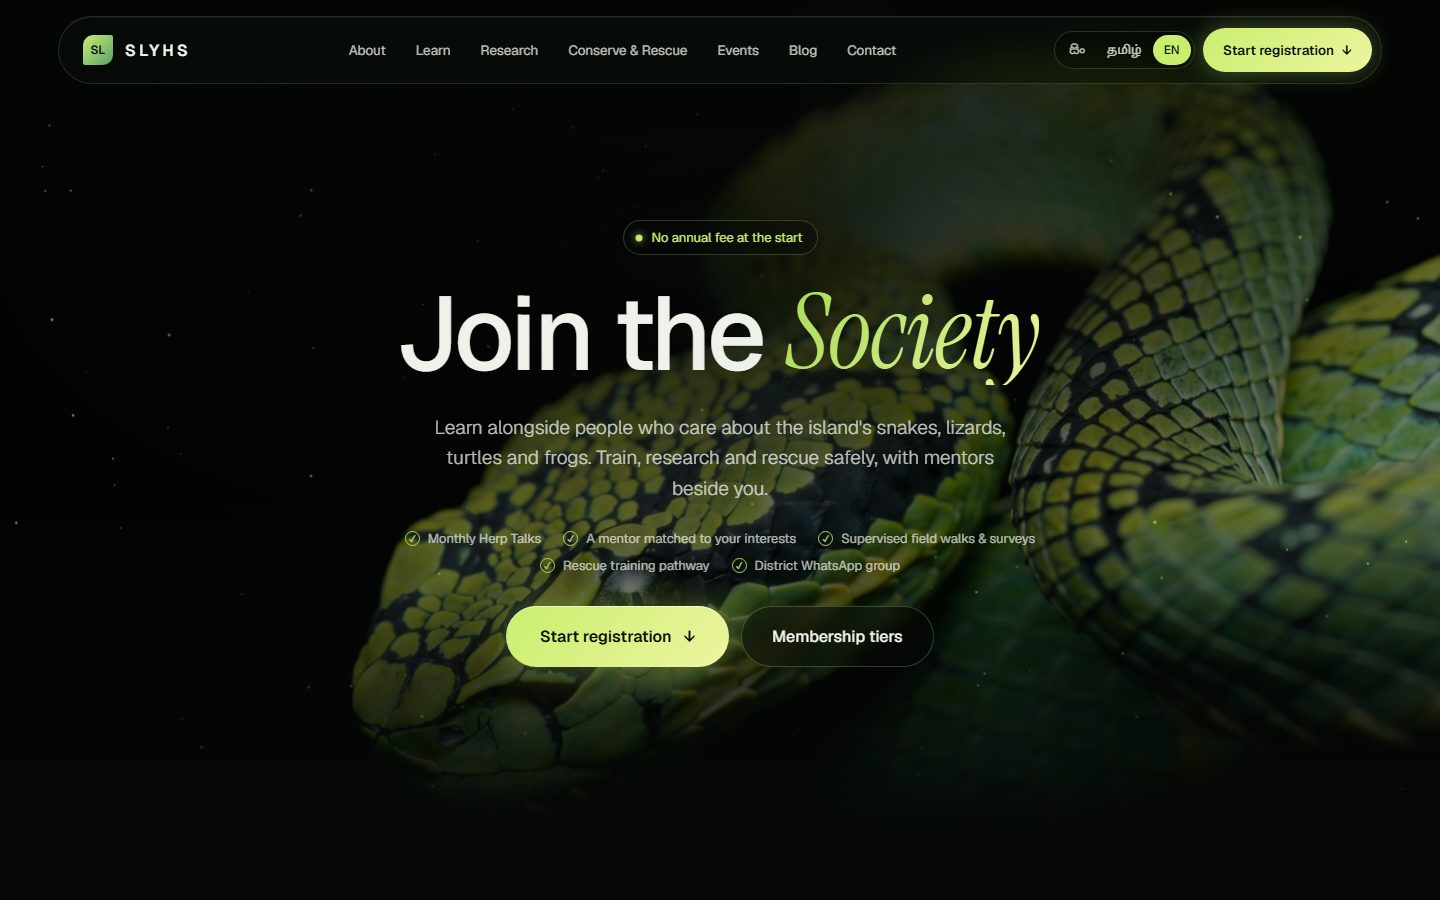 SL SLYHS About Learn Research Conserve & Rescue Events Blog Contact සිං தமிழ் EN Start registration ↓
No annual fee at the start
Join the Society
Learn alongside people who care about the island's snakes, lizards,
turtles and frogs. Train, research and rescue safely, with mentors
beside you.
Monthly Herp Talks A mentor matched to your interests Supervised field walks & surveys
Rescue training pathway District WhatsApp group
Start registration ↓ Membership tiers